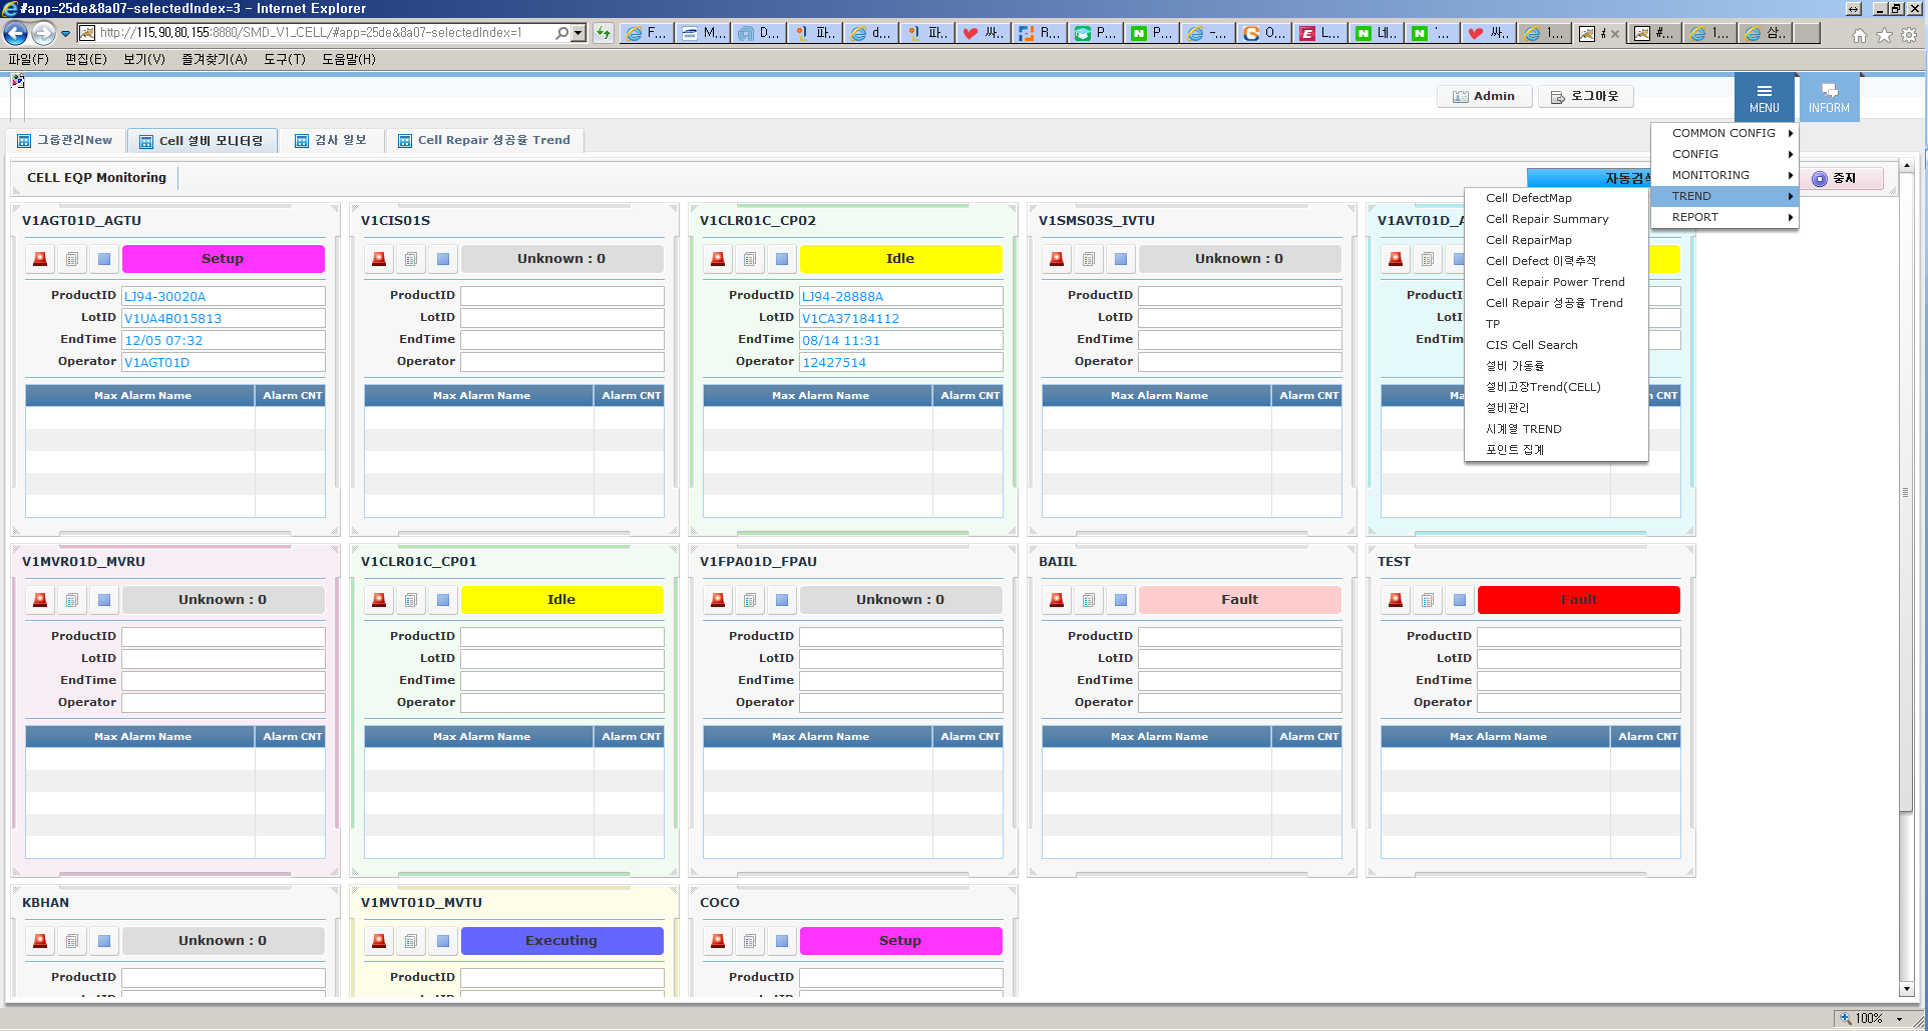 #app=25de&8a07-selectedIndex=3 - Internet Explorer
http://115,90,80,155:8880/SMD_V1_CELL/#app=25de&8a07-selectedIndex=1
F... M... D... 파.. d... 파.. 싸.. R... P... N P.. -... O... L... 네.. '... 싸.. 1... #... 1... 삼..
파일(F) 편집(E) 보기(V) 즐겨찾기(A) 도구(T) 도움말(H)
Admin 로그아웃 MENU INFORM
그룹관리New Cell 설비 모니터링 검사 일보 Cell Repair 성공율 Trend
COMMON CONFIG
CONFIG
MONITORING
TREND
REPORT
CELL EQP Monitoring 자동검색 중지
Cell DefectMap
Cell Repair Summary
Cell RepairMap
Cell Defect 이력추적
Cell Repair Power Trend
Cell Repair 성공율 Trend
TP
CIS Cell Search
설비 가동률
설비고장Trend(CELL)
설비관리
시계열 TREND
포인트 집계
V1AGT01D_AGTU
Setup
ProductID LJ94-30020A
LotID V1UA4B015813
EndTime 12/05 07:32
Operator V1AGT01D
Max Alarm Name Alarm CNT
V1CIS01S
Unknown : 0
ProductID
LotID
EndTime
Operator
Max Alarm Name Alarm CNT
V1CLR01C_CP02
Idle
ProductID LJ94-28888A
LotID V1CA37184112
EndTime 08/14 11:31
Operator 12427514
Max Alarm Name Alarm CNT
V1SMS03S_IVTU
Unknown : 0
ProductID
LotID
EndTime
Operator
Max Alarm Name Alarm CNT
V1AVT01D_A
ProductI
LotI
EndTim
Ma CNT
V1MVR01D_MVRU
Unknown : 0
ProductID
LotID
EndTime
Operator
Max Alarm Name Alarm CNT
V1CLR01C_CP01
Idle
ProductID
LotID
EndTime
Operator
Max Alarm Name Alarm CNT
V1FPA01D_FPAU
Unknown : 0
ProductID
LotID
EndTime
Operator
Max Alarm Name Alarm CNT
BAIIL
Fault
ProductID
LotID
EndTime
Operator
Max Alarm Name Alarm CNT
TEST
Fault
ProductID
LotID
EndTime
Operator
Max Alarm Name Alarm CNT
KBHAN
Unknown : 0
ProductID
V1MVT01D_MVTU
Executing
ProductID
COCO
Setup
ProductID
100%